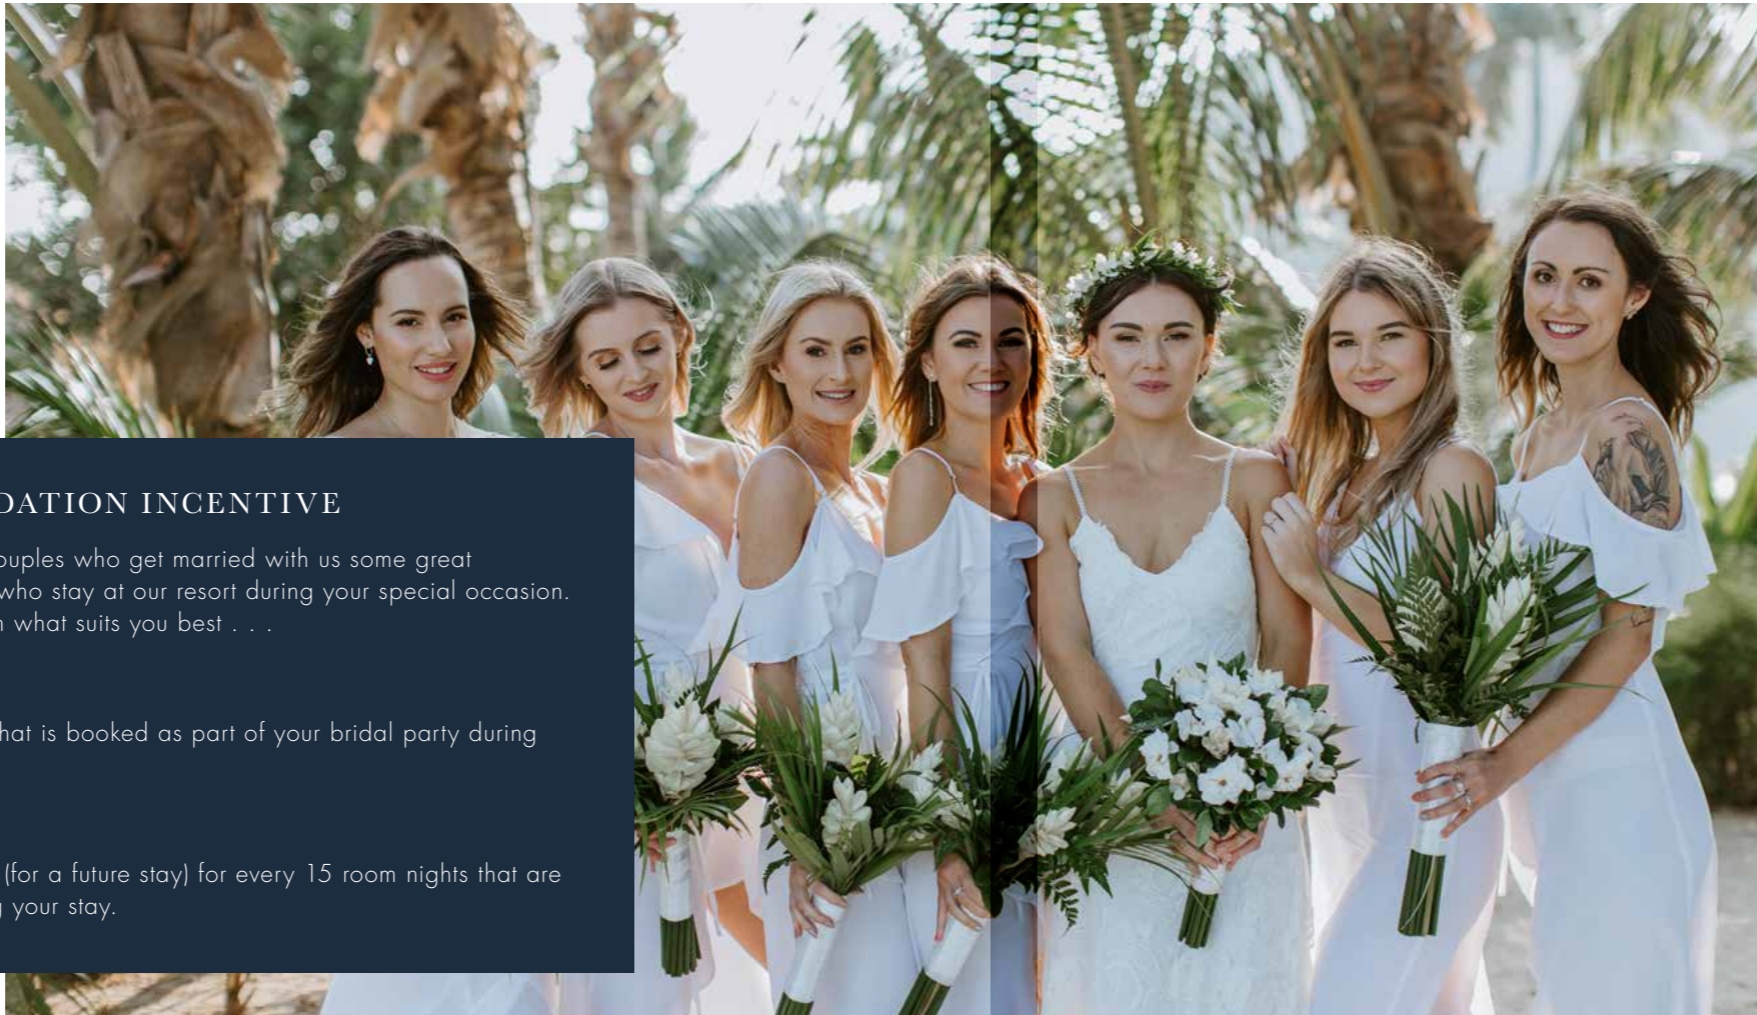 DATION INCENTIVE
ouples who get married with us some great
who stay at our resort during your special occasion.
what suits you best . . .
hat is booked as part of your bridal party during
(for a future stay) for every 15 room nights that are
your stay.